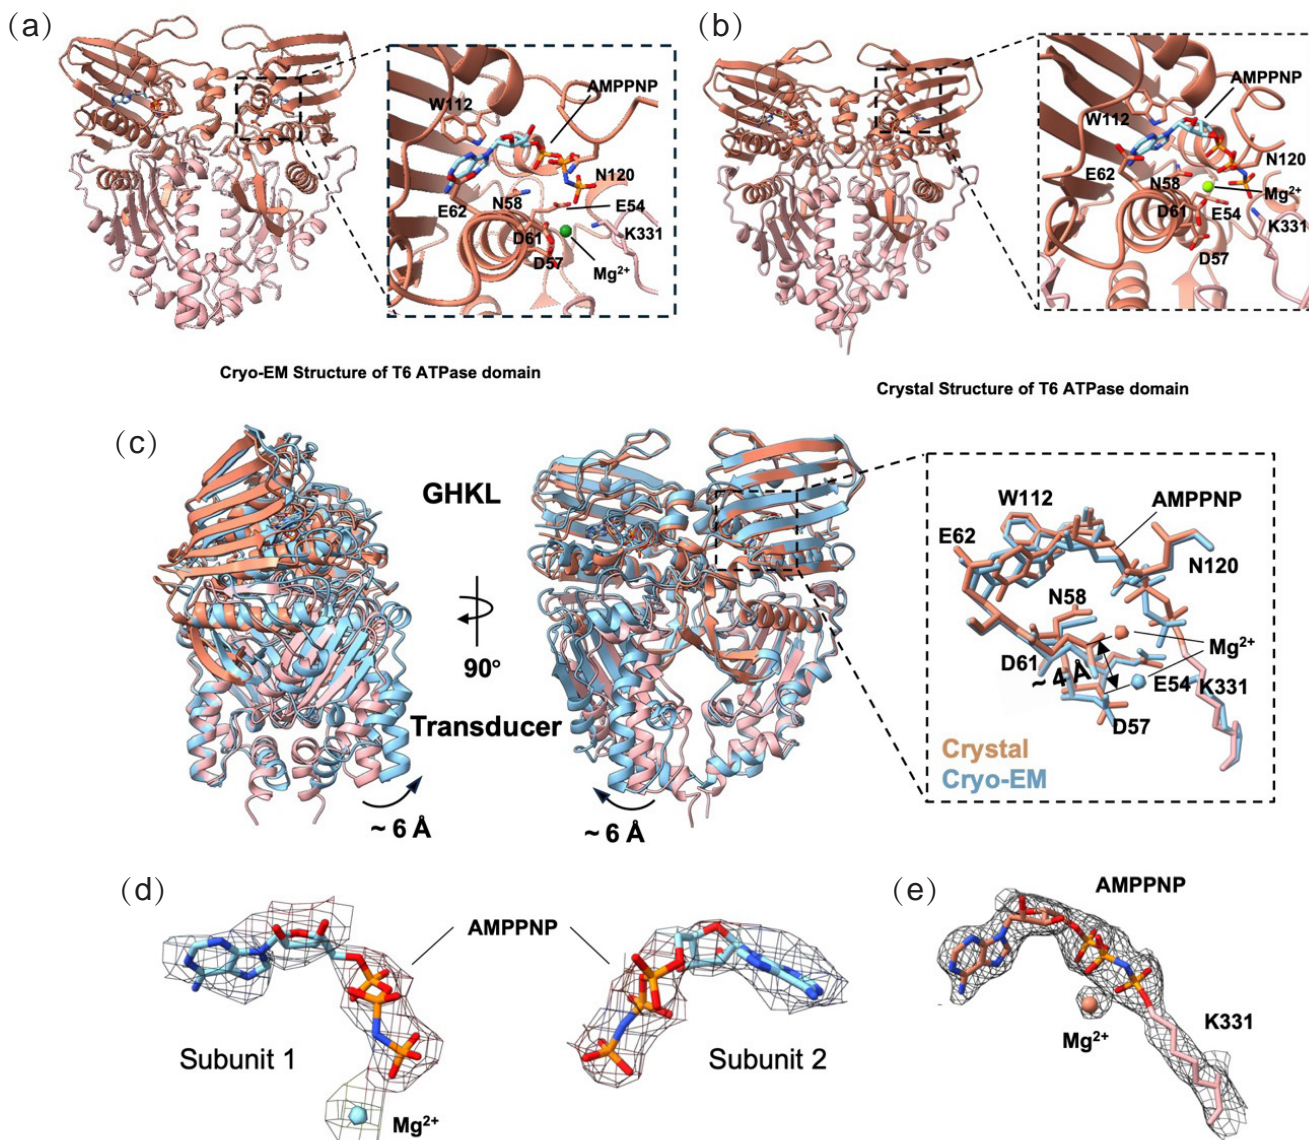 (a)
W112
AMPPNP
N120
N58
E62
E54
D61
K331
D57
Mg2+
Cryo-EM Structure of T6 ATPase domain
(b)
AMPPNP
W112
N120
E62
N58
Mg2+
D61
E54
K331
D57
Crystal Structure of T6 ATPase domain
(c)
GHKL
90°
Transducer
~ 6 Å
~ 6 Å
W112
AMPPNP
E62
N120
N58
Mg2+
D61
~ 4 Å
E54
K331
D57
Crystal
Cryo-EM
(d)
AMPPNP
Subunit 1
Subunit 2
Mg2+
(e)
AMPPNP
K331
Mg2+